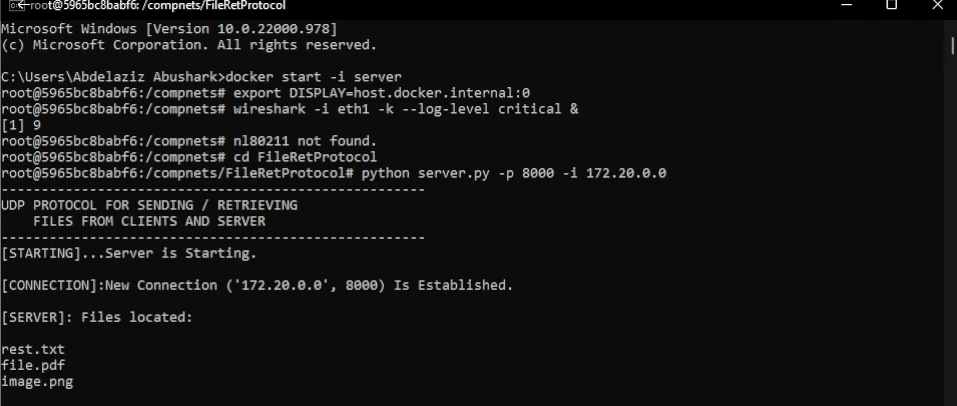 root@5965bc8babf6: /compnets/FileRetProtocol
Microsoft Windows [Version 10.0.22000.978]
(c) Microsoft Corporation. All rights reserved.
C:\Users\Abdelaziz Abushark>docker start -i server
root@5965bc8babf6:/compnets# export DISPLAY=host.docker.internal:0
root@5965bc8babf6:/compnets# wireshark -i eth1 -k --log-level critical &
[1] 9
root@5965bc8babf6:/compnets# nl80211 not found.
root@5965bc8babf6:/compnets# cd FileRetProtocol
root@5965bc8babf6:/compnets/FileRetProtocol# python server.py -p 8000 -i 172.20.0.0
-----------------------------------------------------
UDP PROTOCOL FOR SENDING / RETRIEVING
FILES FROM CLIENTS AND SERVER
-----------------------------------------------------
[STARTING]...Server is Starting.
[CONNECTION]:New Connection ('172.20.0.0', 8000) Is Established.
[SERVER]: Files located:
rest.txt
file.pdf
image.png